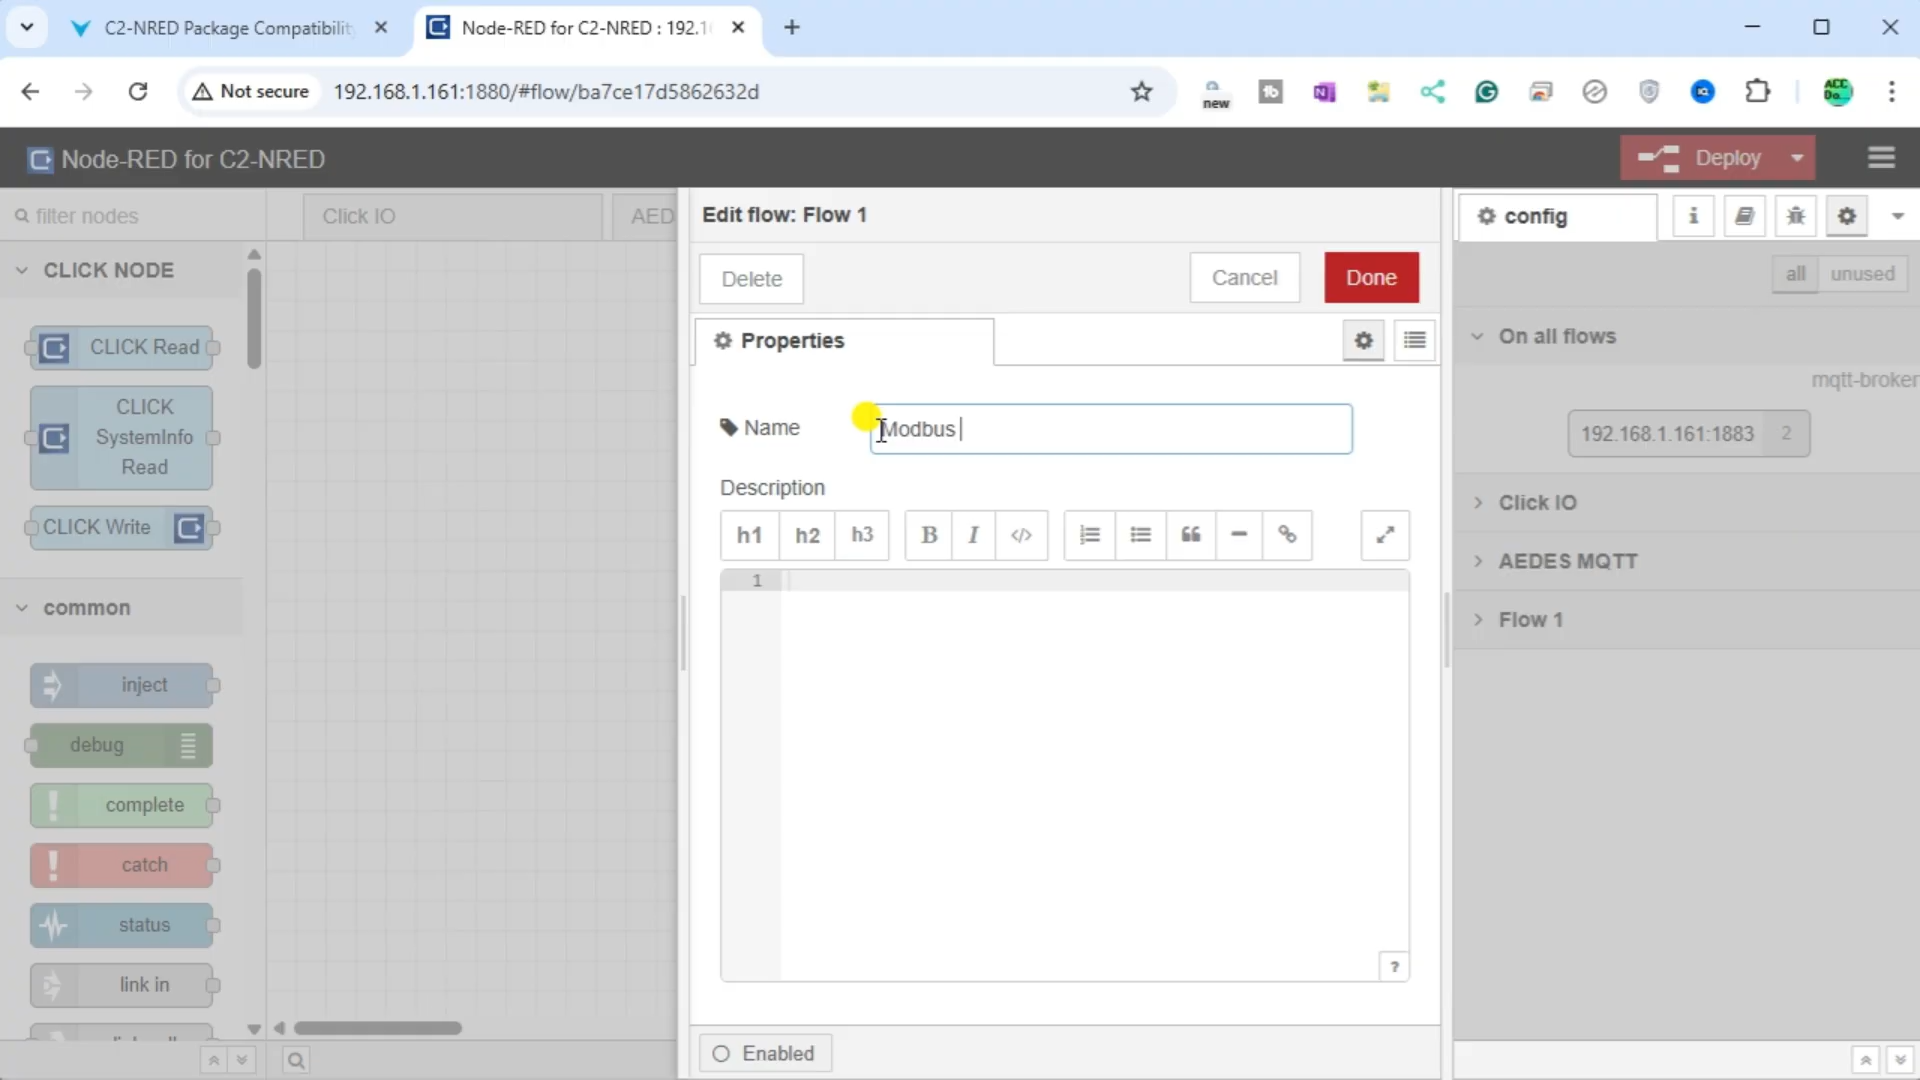 C2-NRED Package Compatibility
Node-RED for C2-NRED : 192.1
Not secure
192.168.1.161:1880/#flow/ba7ce17d5862632d
new
ACC
Do...
Node-RED for C2-NRED
Deploy
filter nodes
Click IO
AED
Edit flow: Flow 1
config
i
CLICK NODE
Delete
Cancel
Done
all
unused
CLICK Read
Properties
On all flows
mqtt-broker
CLICK
SystemInfo
Read
Name
Modbus
192.168.1.161:1883
2
Description
Click IO
CLICK Write
h1
h2
h3
B
I
</>
AEDES MQTT
common
1
Flow 1
inject
debug
complete
catch
status
link in
?
Enabled